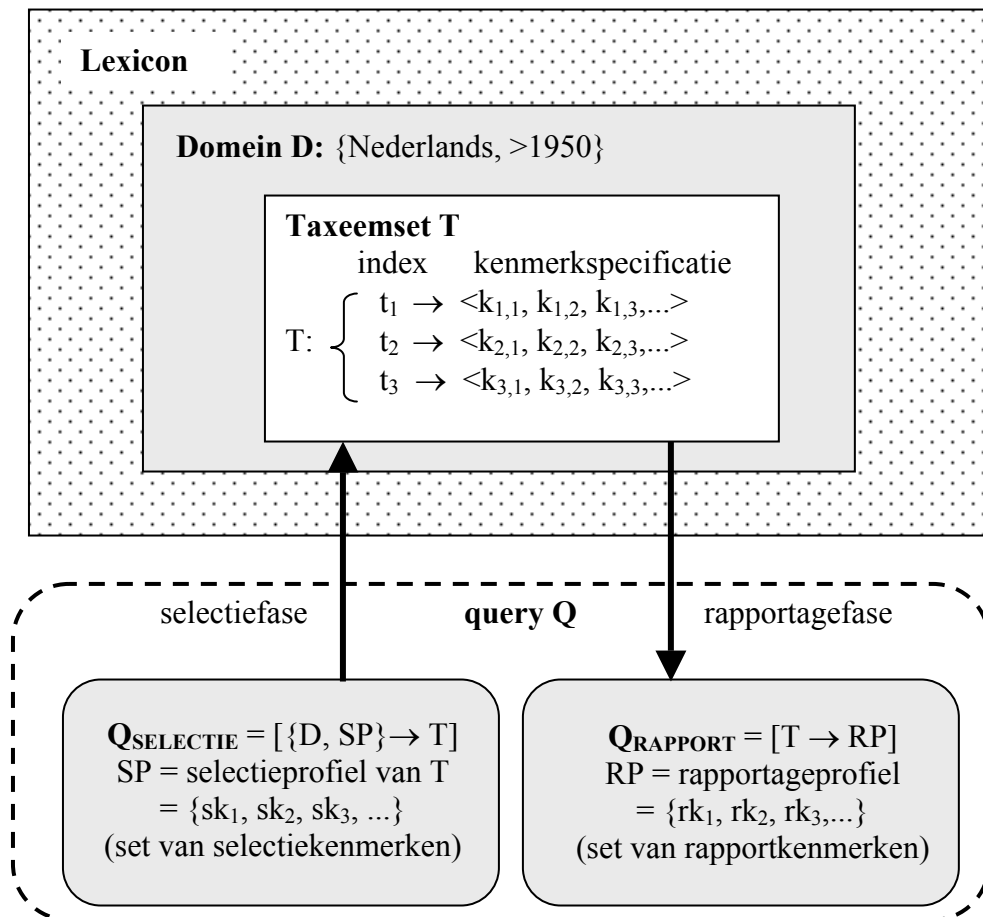 Lexicon
Domein D: {Nederlands, >1950}
Taxeemset T
index kenmerkspecificatie
t₁ → <k₁,₁, k₁,₂, k₁,₃,...>
T: { t₂ → <k₂,₁, k₂,₂, k₂,₃,...>
t₃ → <k₃,₁, k₃,₂, k₃,₃,...>
selectiefase query Q rapportagefase
Q_SELECTIE = [{D, SP}→ T]
SP = selectieprofiel van T
= {sk₁, sk₂, sk₃, ...}
(set van selectiekenmerken)
Q_RAPPORT = [T → RP]
RP = rapportageprofiel
= {rk₁, rk₂, rk₃,...}
(set van rapportkenmerken)